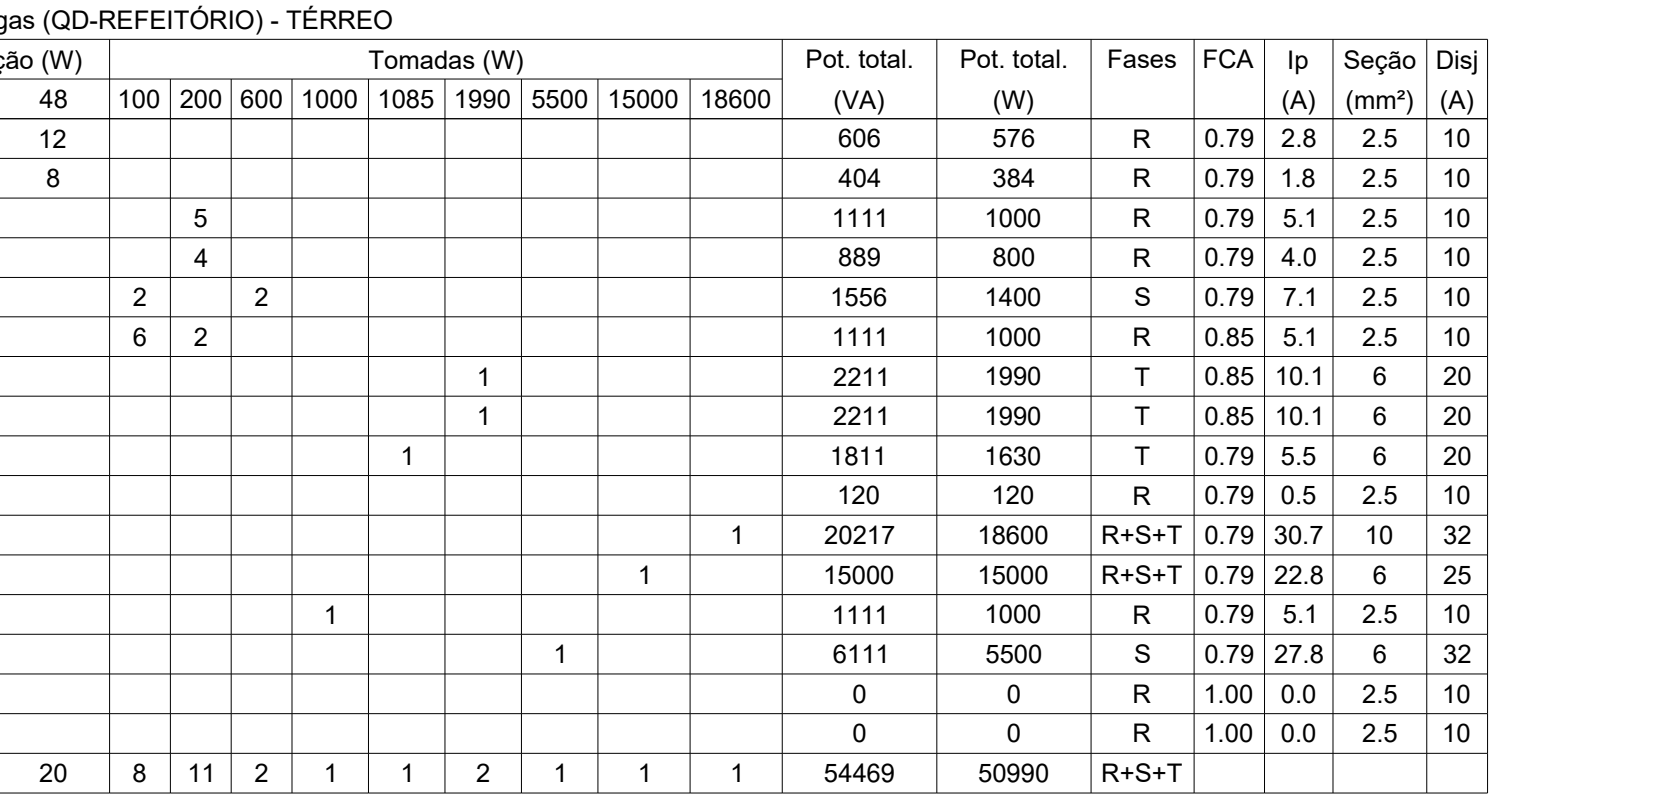 gas (QD-REFEITÓRIO) - TÉRREO
ção (W) Tomadas (W) Pot. total. Pot. total. Fases FCA Ip Seção Disj
48 100 200 600 1000 1085 1990 5500 15000 18600 (VA) (W) (A) (mm²) (A)
12 606 576 R 0.79 2.8 2.5 10
8 404 384 R 0.79 1.8 2.5 10
5 1111 1000 R 0.79 5.1 2.5 10
4 889 800 R 0.79 4.0 2.5 10
2 2 1556 1400 S 0.79 7.1 2.5 10
6 2 1111 1000 R 0.85 5.1 2.5 10
1 2211 1990 T 0.85 10.1 6 20
1 2211 1990 T 0.85 10.1 6 20
1 1811 1630 T 0.79 5.5 6 20
120 120 R 0.79 0.5 2.5 10
1 20217 18600 R+S+T 0.79 30.7 10 32
1 15000 15000 R+S+T 0.79 22.8 6 25
1 1111 1000 R 0.79 5.1 2.5 10
1 6111 5500 S 0.79 27.8 6 32
0 0 R 1.00 0.0 2.5 10
0 0 R 1.00 0.0 2.5 10
20 8 11 2 1 1 2 1 1 1 54469 50990 R+S+T